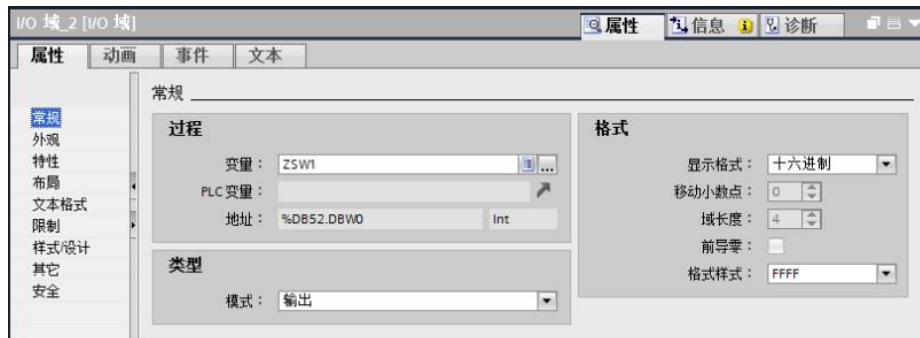 I/O 域_2 [I/O 域]
属性 信息 诊断
属性 动画 事件 文本
常规
外观
特性
布局
文本格式
限制
样式/设计
其它
安全
常规
过程
变量： ZSW1 ...
PLC 变量：
地址： %DB52.DBW0 Int
类型
模式： 输出
格式
显示格式： 十六进制
移动小数点： 0
域长度： 4
前导零：
格式样式： FFFF